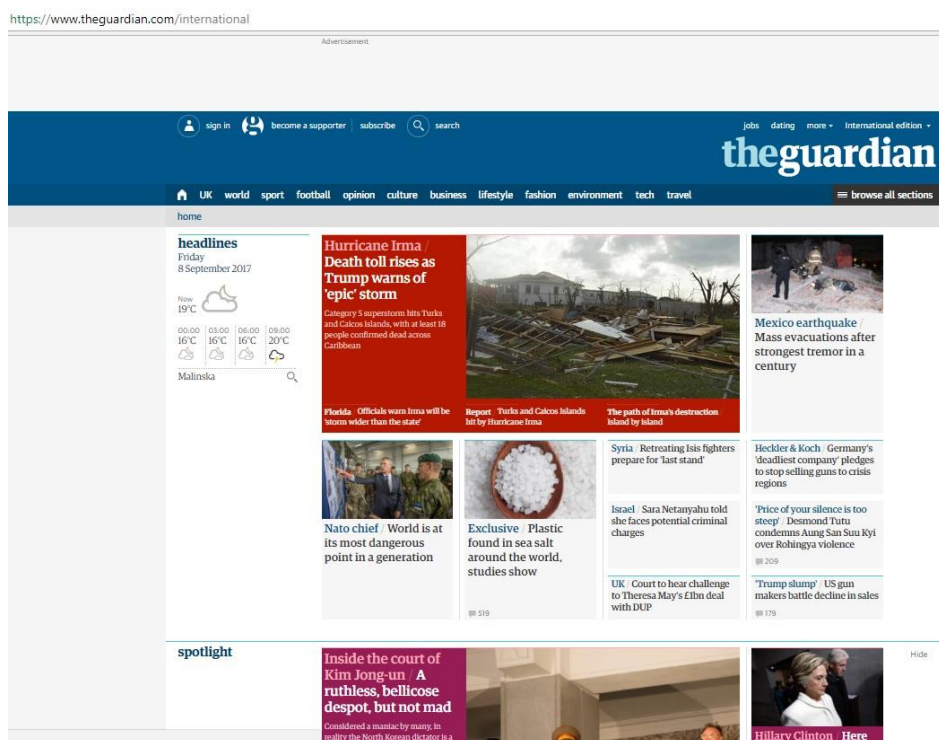 https://www.theguardian.com/international
Advertisement
sign in become a supporter subscribe search
jobs dating more International edition
theguardian
UK world sport football opinion culture business lifestyle fashion environment tech travel
browse all sections
home
headlines
Friday
8 September 2017
Now
19°C
00:00 03:00 06:00 09:00
16°C 16°C 16°C 20°C
Malinska
Hurricane Irma /
Death toll rises as
Trump warns of
'epic' storm
Category 5 superstorm hits Turks
and Caicos Islands, with at least 18
people confirmed dead across
Caribbean
Florida Officials warn Irma will be
'storm wider than the state'
Report Turks and Caicos Islands
hit by Hurricane Irma
The path of Irma's destruction
Island by island
Mexico earthquake /
Mass evacuations after
strongest tremor in a
century
Nato chief / World is at
its most dangerous
point in a generation
Exclusive / Plastic
found in sea salt
around the world,
studies show
519
Syria / Retreating Isis fighters
prepare for 'last stand'
Israel / Sara Netanyahu told
she faces potential criminal
charges
UK / Court to hear challenge
to Theresa May's £1bn deal
with DUP
Heckler & Koch / Germany's
'deadliest company' pledges
to stop selling guns to crisis
regions
'Price of your silence is too
steep' / Desmond Tutu
condemns Aung San Suu Kyi
over Rohingya violence
209
'Trump slump' / US gun
makers battle decline in sales
179
spotlight
Hide
Inside the court of
Kim Jong-un / A
ruthless, bellicose
despot, but not mad
Considered a maniac by many, in
reality the North Korean dictator is a
Hillary Clinton / Here